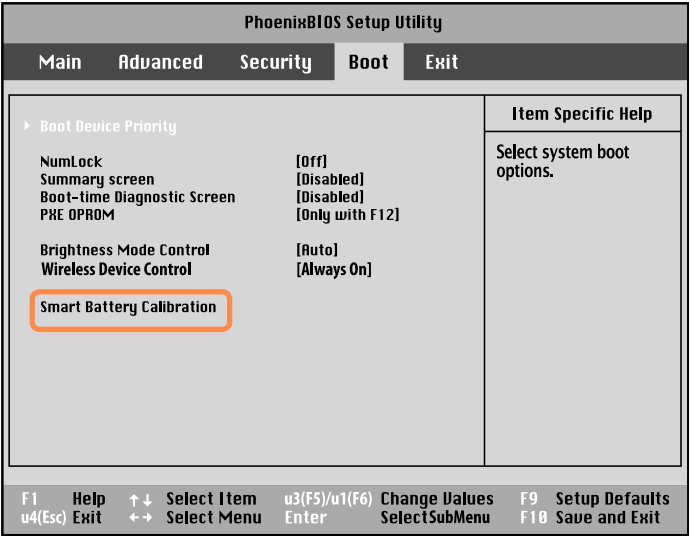 PhoenixBIOS Setup Utility
Main Advanced Security Boot Exit
Boot Device Priority
NumLock [Off]
Summary screen [Disabled]
Boot-time Diagnostic Screen [Disabled]
PXE OPROM [Only with F12]
Brightness Mode Control [Auto]
Wireless Device Control [Always On]
Smart Battery Calibration
Item Specific Help
Select system boot
options.
F1 Help ↑↓ Select Item u3(F5)/u1(F6) Change Values F9 Setup Defaults
u4(Esc) Exit ←→ Select Menu Enter SelectSubMenu F10 Save and Exit